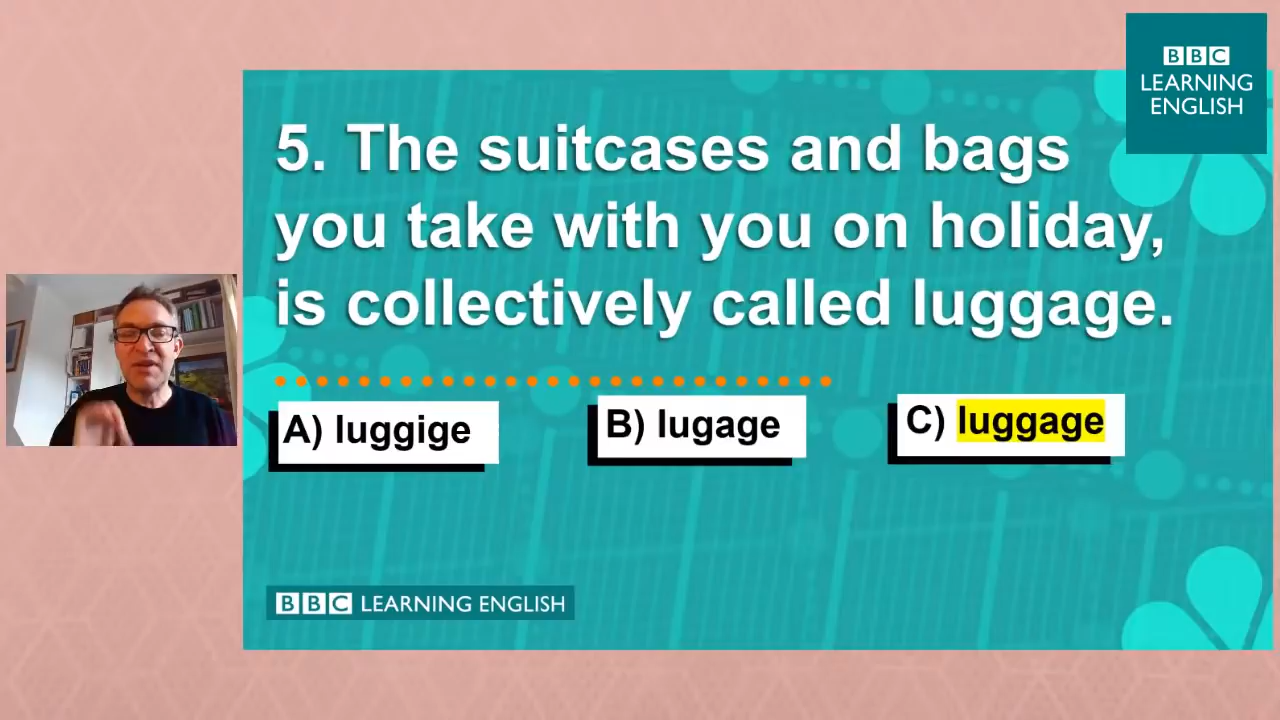 BBC
LEARNING
ENGLISH
5. The suitcases and bags
you take with you on holiday,
is collectively called luggage.
A) luggige
B) lugage
C) luggage
BBC LEARNING ENGLISH